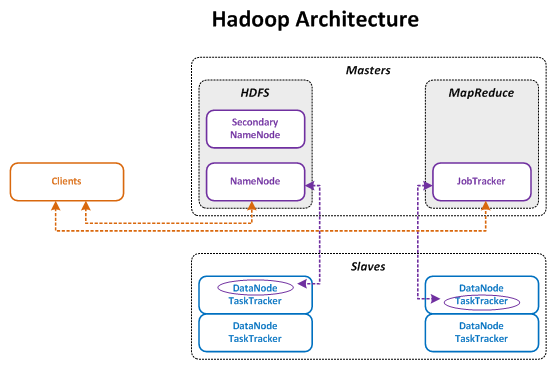 Hadoop Architecture
Masters
HDFS
MapReduce
Secondary
NameNode
Clients
NameNode
JobTracker
Slaves
DataNode
TaskTracker
DataNode
TaskTracker
DataNode
TaskTracker
DataNode
TaskTracker